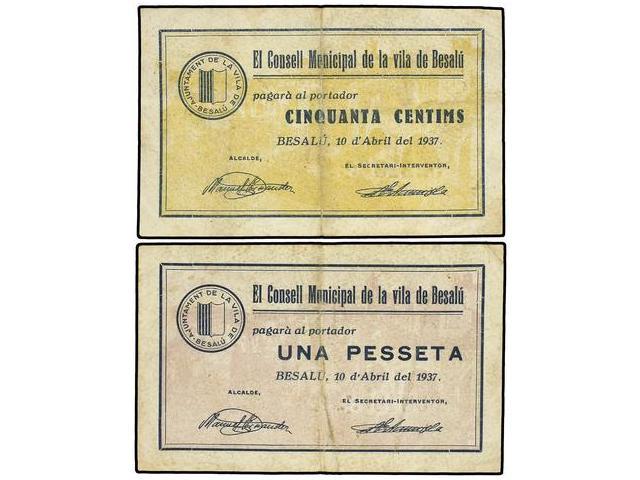 AJUNTAMENT DE LA VILA DE
BESALÚ
El Consell Municipal de la vila de Besalú
pagarà al portador
CINQUANTA CENTIMS
BESALÚ, 10 d'Abril del 1937.
ALCALDE,
EL SECRETARI-INTERVENTOR,
AJUNTAMENT DE LA VILA DE
BESALÚ
El Consell Municipal de la vila de Besalú
pagarà al portador
UNA PESSETA
BESALÚ, 10 d'Abril del 1937.
ALCALDE,
EL SECRETARI-INTERVENTOR,